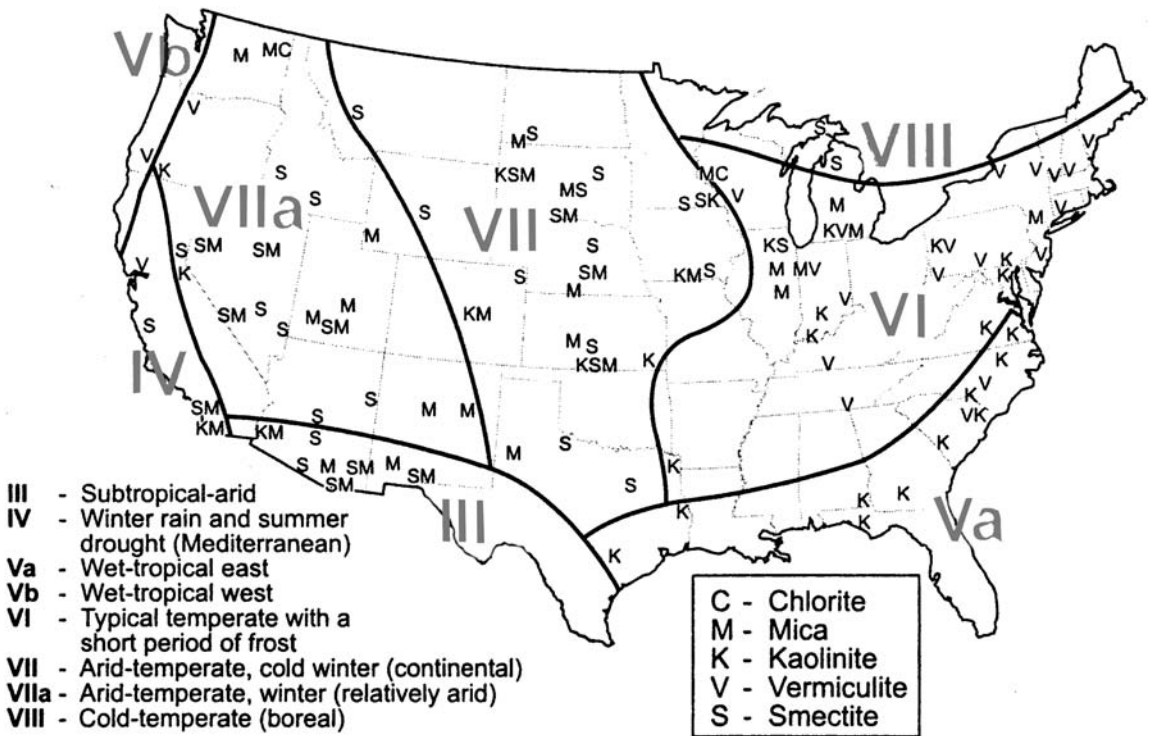 Vb
M
MC
V
S
M
S
VIII
S
S
V
K
S
KSM
S
MC
V
V
V
V
VIIa
S
S
MS
SM
VII
S
SK
V
M
V
M
S
SM
SM
M
S
KS
KVM
KV
K
V
V
K
S
SM
M
KM
S
M
MV
M
V
V
K
SM
S
S
M
M
SM
KM
K
K
VI
K
K
S
IV
M
S
KSM
K
V
SM
KM
KM
S
S
S
M
M
V
V
K
VK
S
M
SM
SM
M
SM
M
S
S
K
K
K
K
K
K
K
III
Va
III - Subtropical-arid
IV - Winter rain and summer
drought (Mediterranean)
Va - Wet-tropical east
Vb - Wet-tropical west
VI - Typical temperate with a
short period of frost
VII - Arid-temperate, cold winter (continental)
VIIa - Arid-temperate, winter (relatively arid)
VIII - Cold-temperate (boreal)
C - Chlorite
M - Mica
K - Kaolinite
V - Vermiculite
S - Smectite